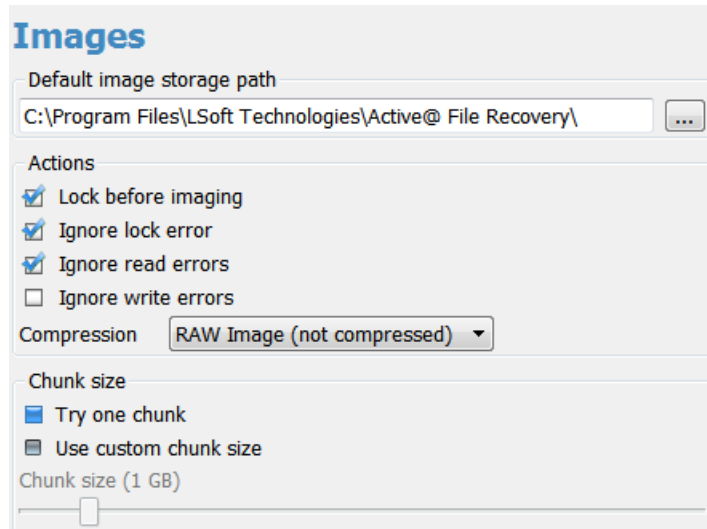 Images
Default image storage path
C:\Program Files\LSoft Technologies\Active@ File Recovery\ ...
Actions
Lock before imaging
Ignore lock error
Ignore read errors
Ignore write errors
Compression RAW Image (not compressed)
Chunk size
Try one chunk
Use custom chunk size
Chunk size (1 GB)